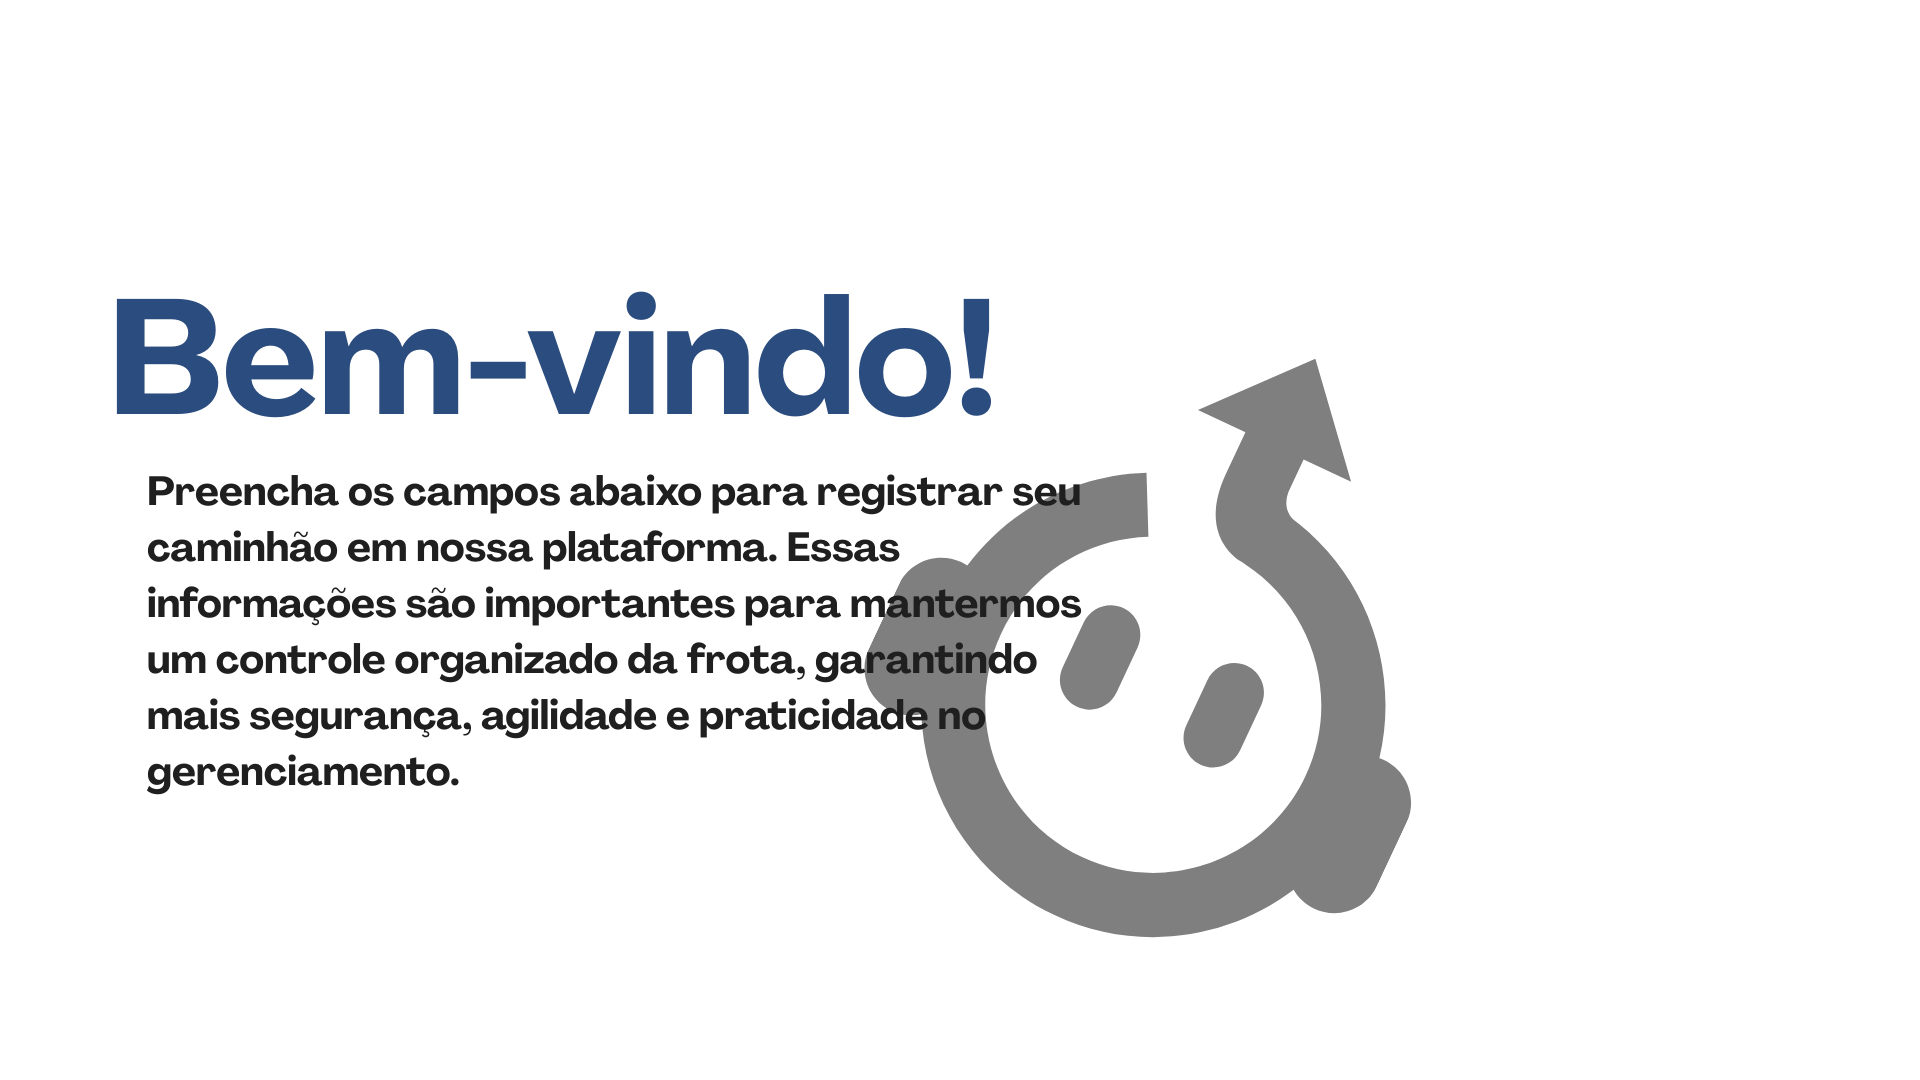 Bem-vindo!
Preencha os campos abaixo para registrar seu
caminhão em nossa plataforma. Essas
informações são importantes para mantermos
um controle organizado da frota, garantindo
mais segurança, agilidade e praticidade no
gerenciamento.